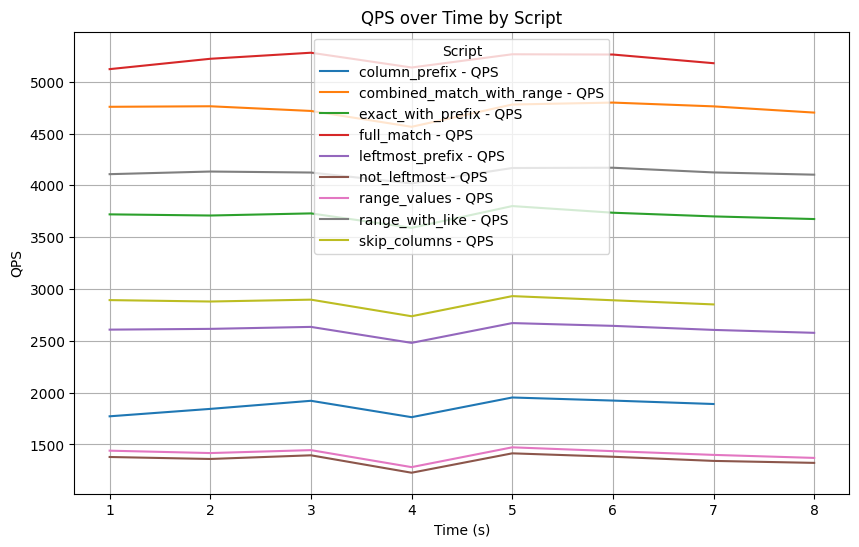 QPS over Time by Script
Script
column_prefix - QPS
combined_match_with_range - QPS
exact_with_prefix - QPS
full_match - QPS
leftmost_prefix - QPS
not_leftmost - QPS
range_values - QPS
range_with_like - QPS
skip_columns - QPS
QPS
5000
4500
4000
3500
3000
2500
2000
1500
1 2 3 4 5 6 7 8
Time (s)